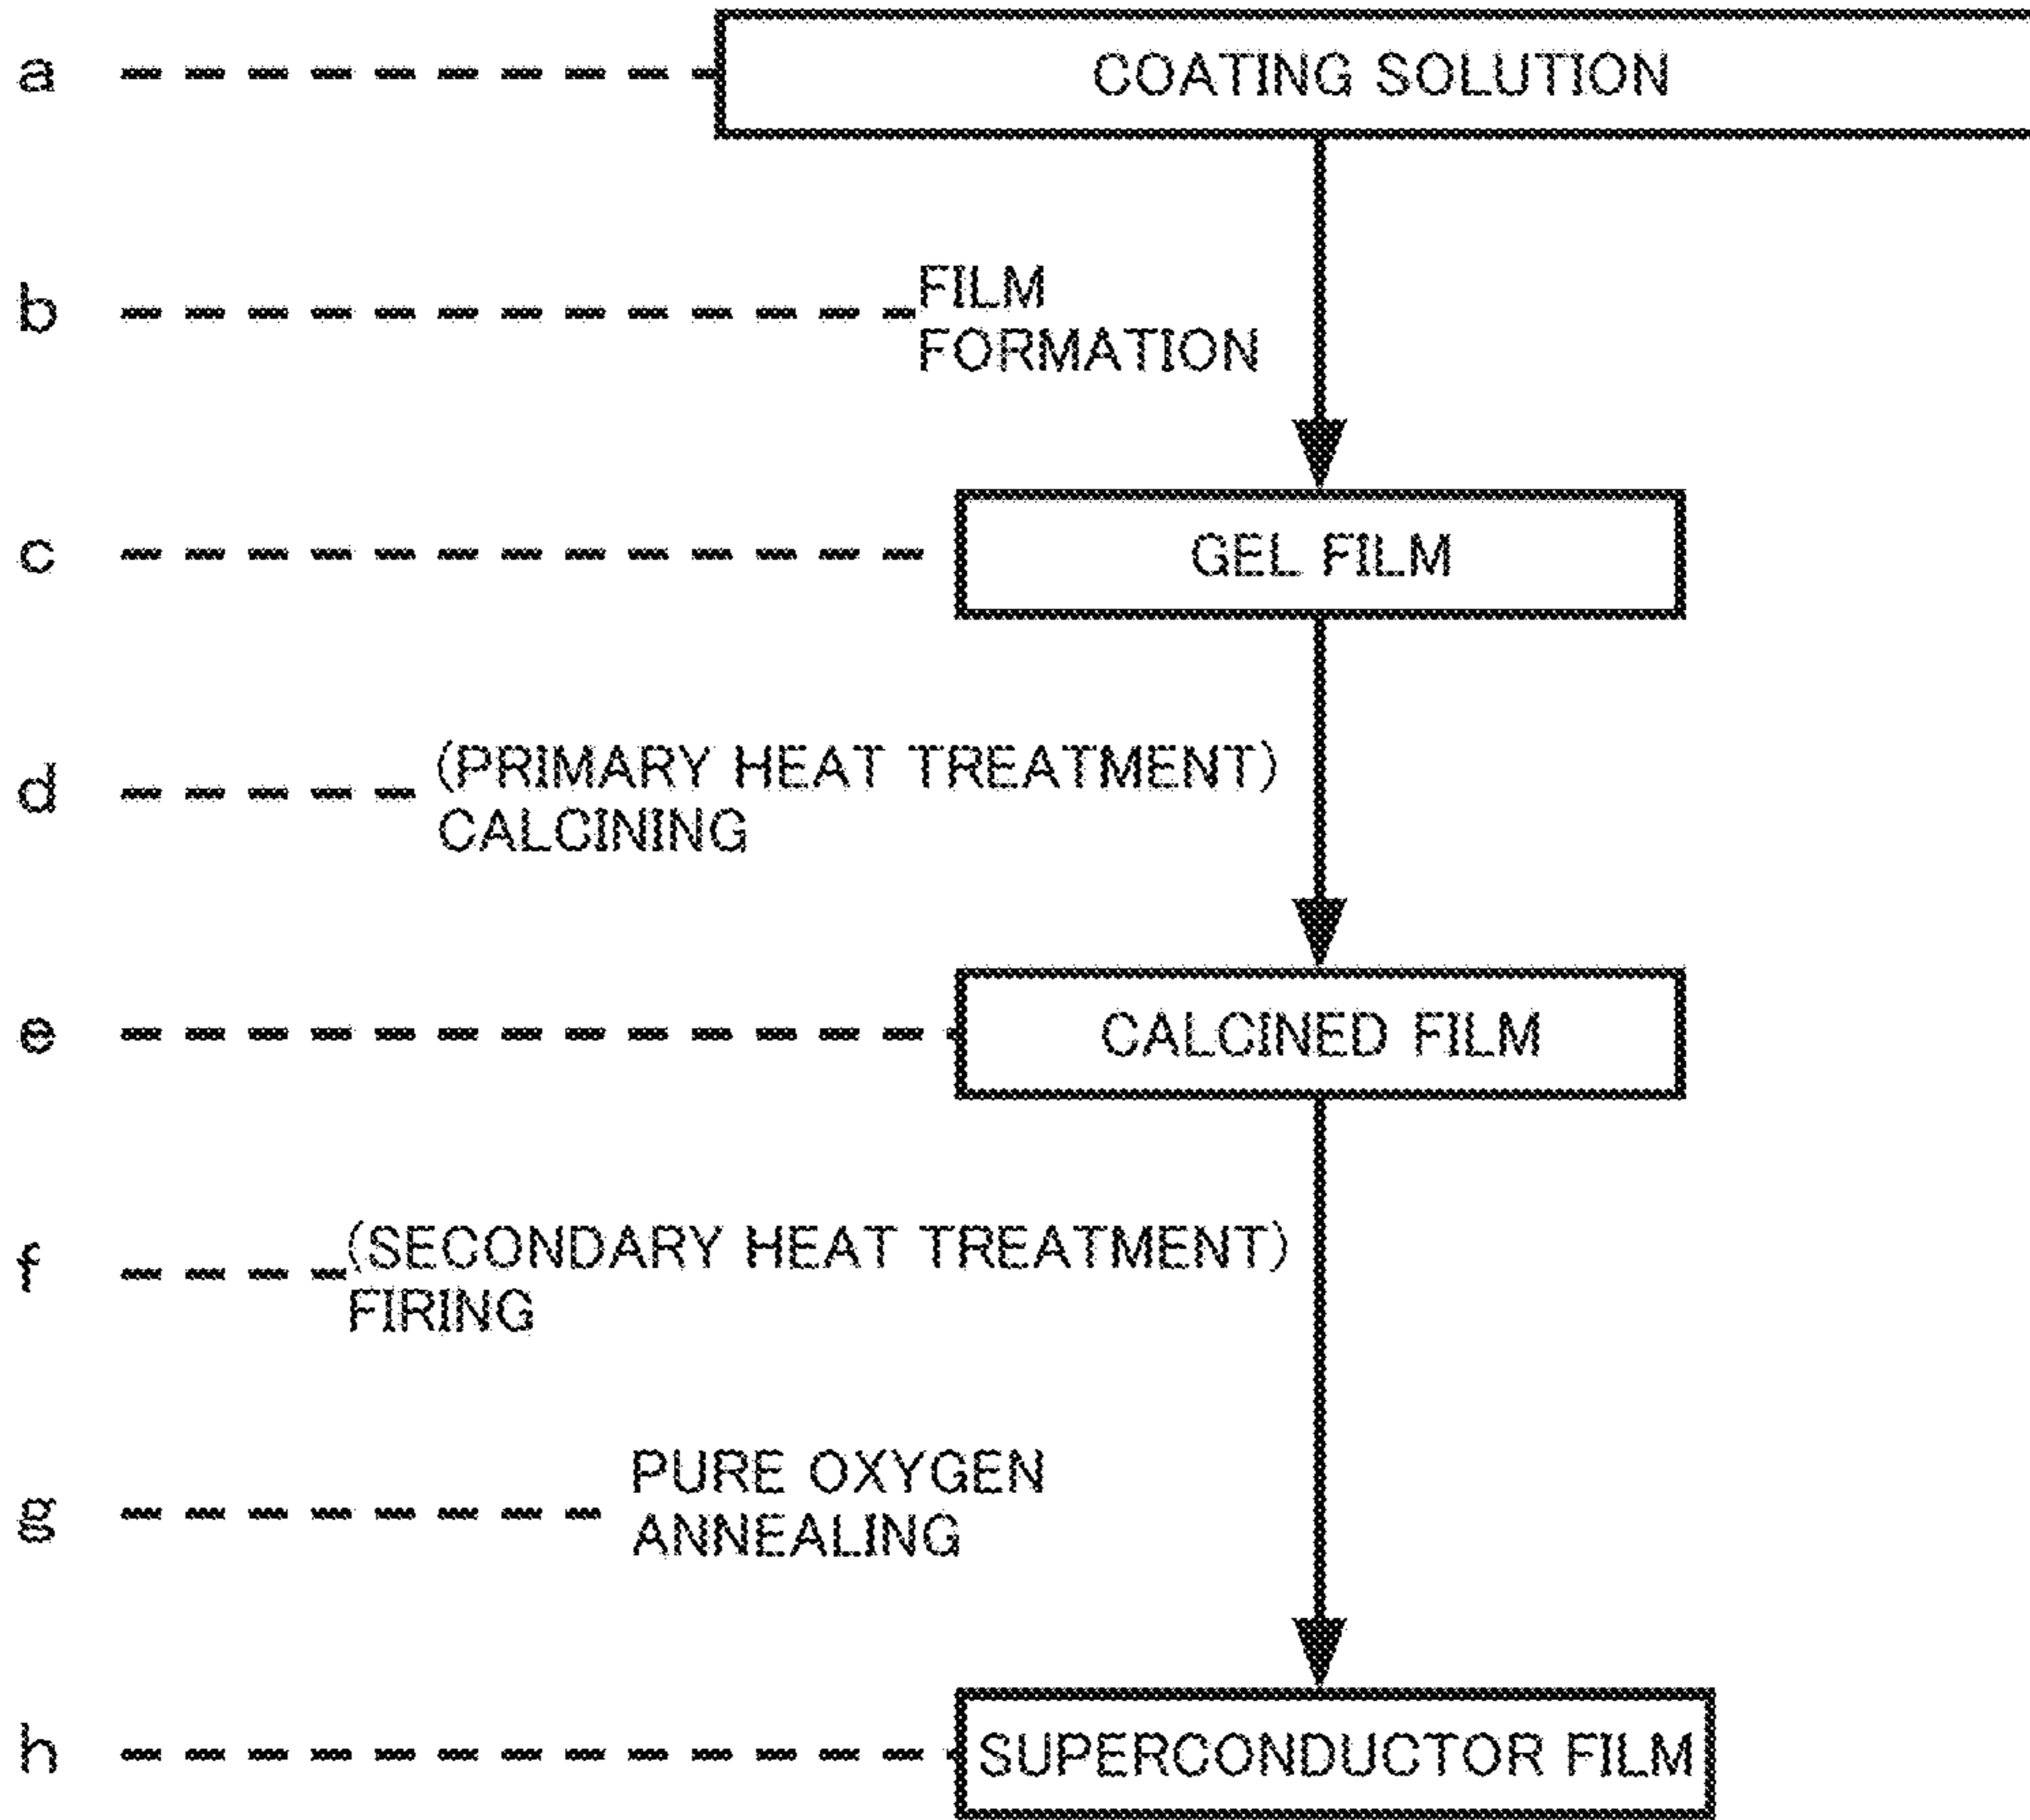 a COATING SOLUTION
b FILM
FORMATION
c GEL FILM
d (PRIMARY HEAT TREATMENT)
CALCINING
e CALCINED FILM
f (SECONDARY HEAT TREATMENT)
FIRING
g PURE OXYGEN
ANNEALING
h SUPERCONDUCTOR FILM